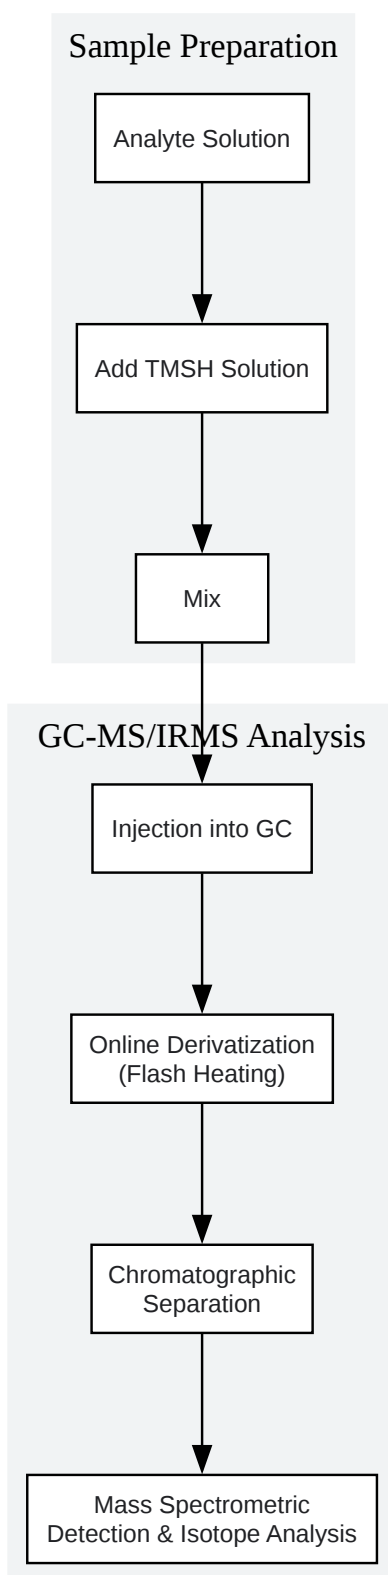 Sample Preparation
Analyte Solution
Add TMSH Solution
Mix
GC-MS/IRMS Analysis
Injection into GC
Online Derivatization
(Flash Heating)
Chromatographic
Separation
Mass Spectrometric
Detection & Isotope Analysis